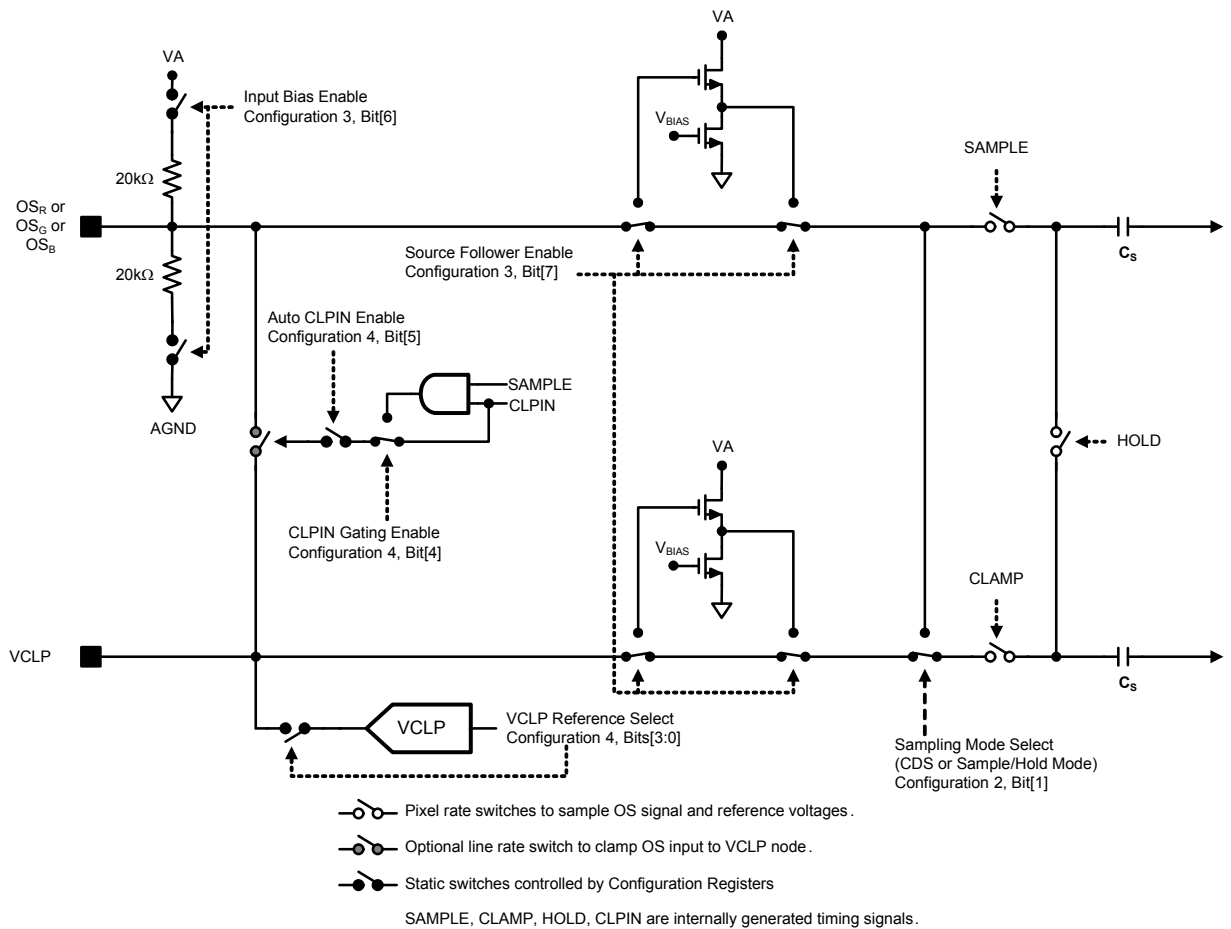 VA
VA
Input Bias Enable
Configuration 3, Bit[6]
VBIAS
SAMPLE
20kΩ
OSR or
OSG or
OSB
CS
Source Follower Enable
Configuration 3, Bit[7]
20kΩ
Auto CLPIN Enable
Configuration 4, Bit[5]
SAMPLE
CLPIN
AGND
HOLD
VA
CLPIN Gating Enable
Configuration 4, Bit[4]
VBIAS
CLAMP
VCLP
CS
VCLP
VCLP Reference Select
Configuration 4, Bits[3:0]
Sampling Mode Select
(CDS or Sample/Hold Mode)
Configuration 2, Bit[1]
Pixel rate switches to sample OS signal and reference voltages.
Optional line rate switch to clamp OS input to VCLP node.
Static switches controlled by Configuration Registers
SAMPLE, CLAMP, HOLD, CLPIN are internally generated timing signals.